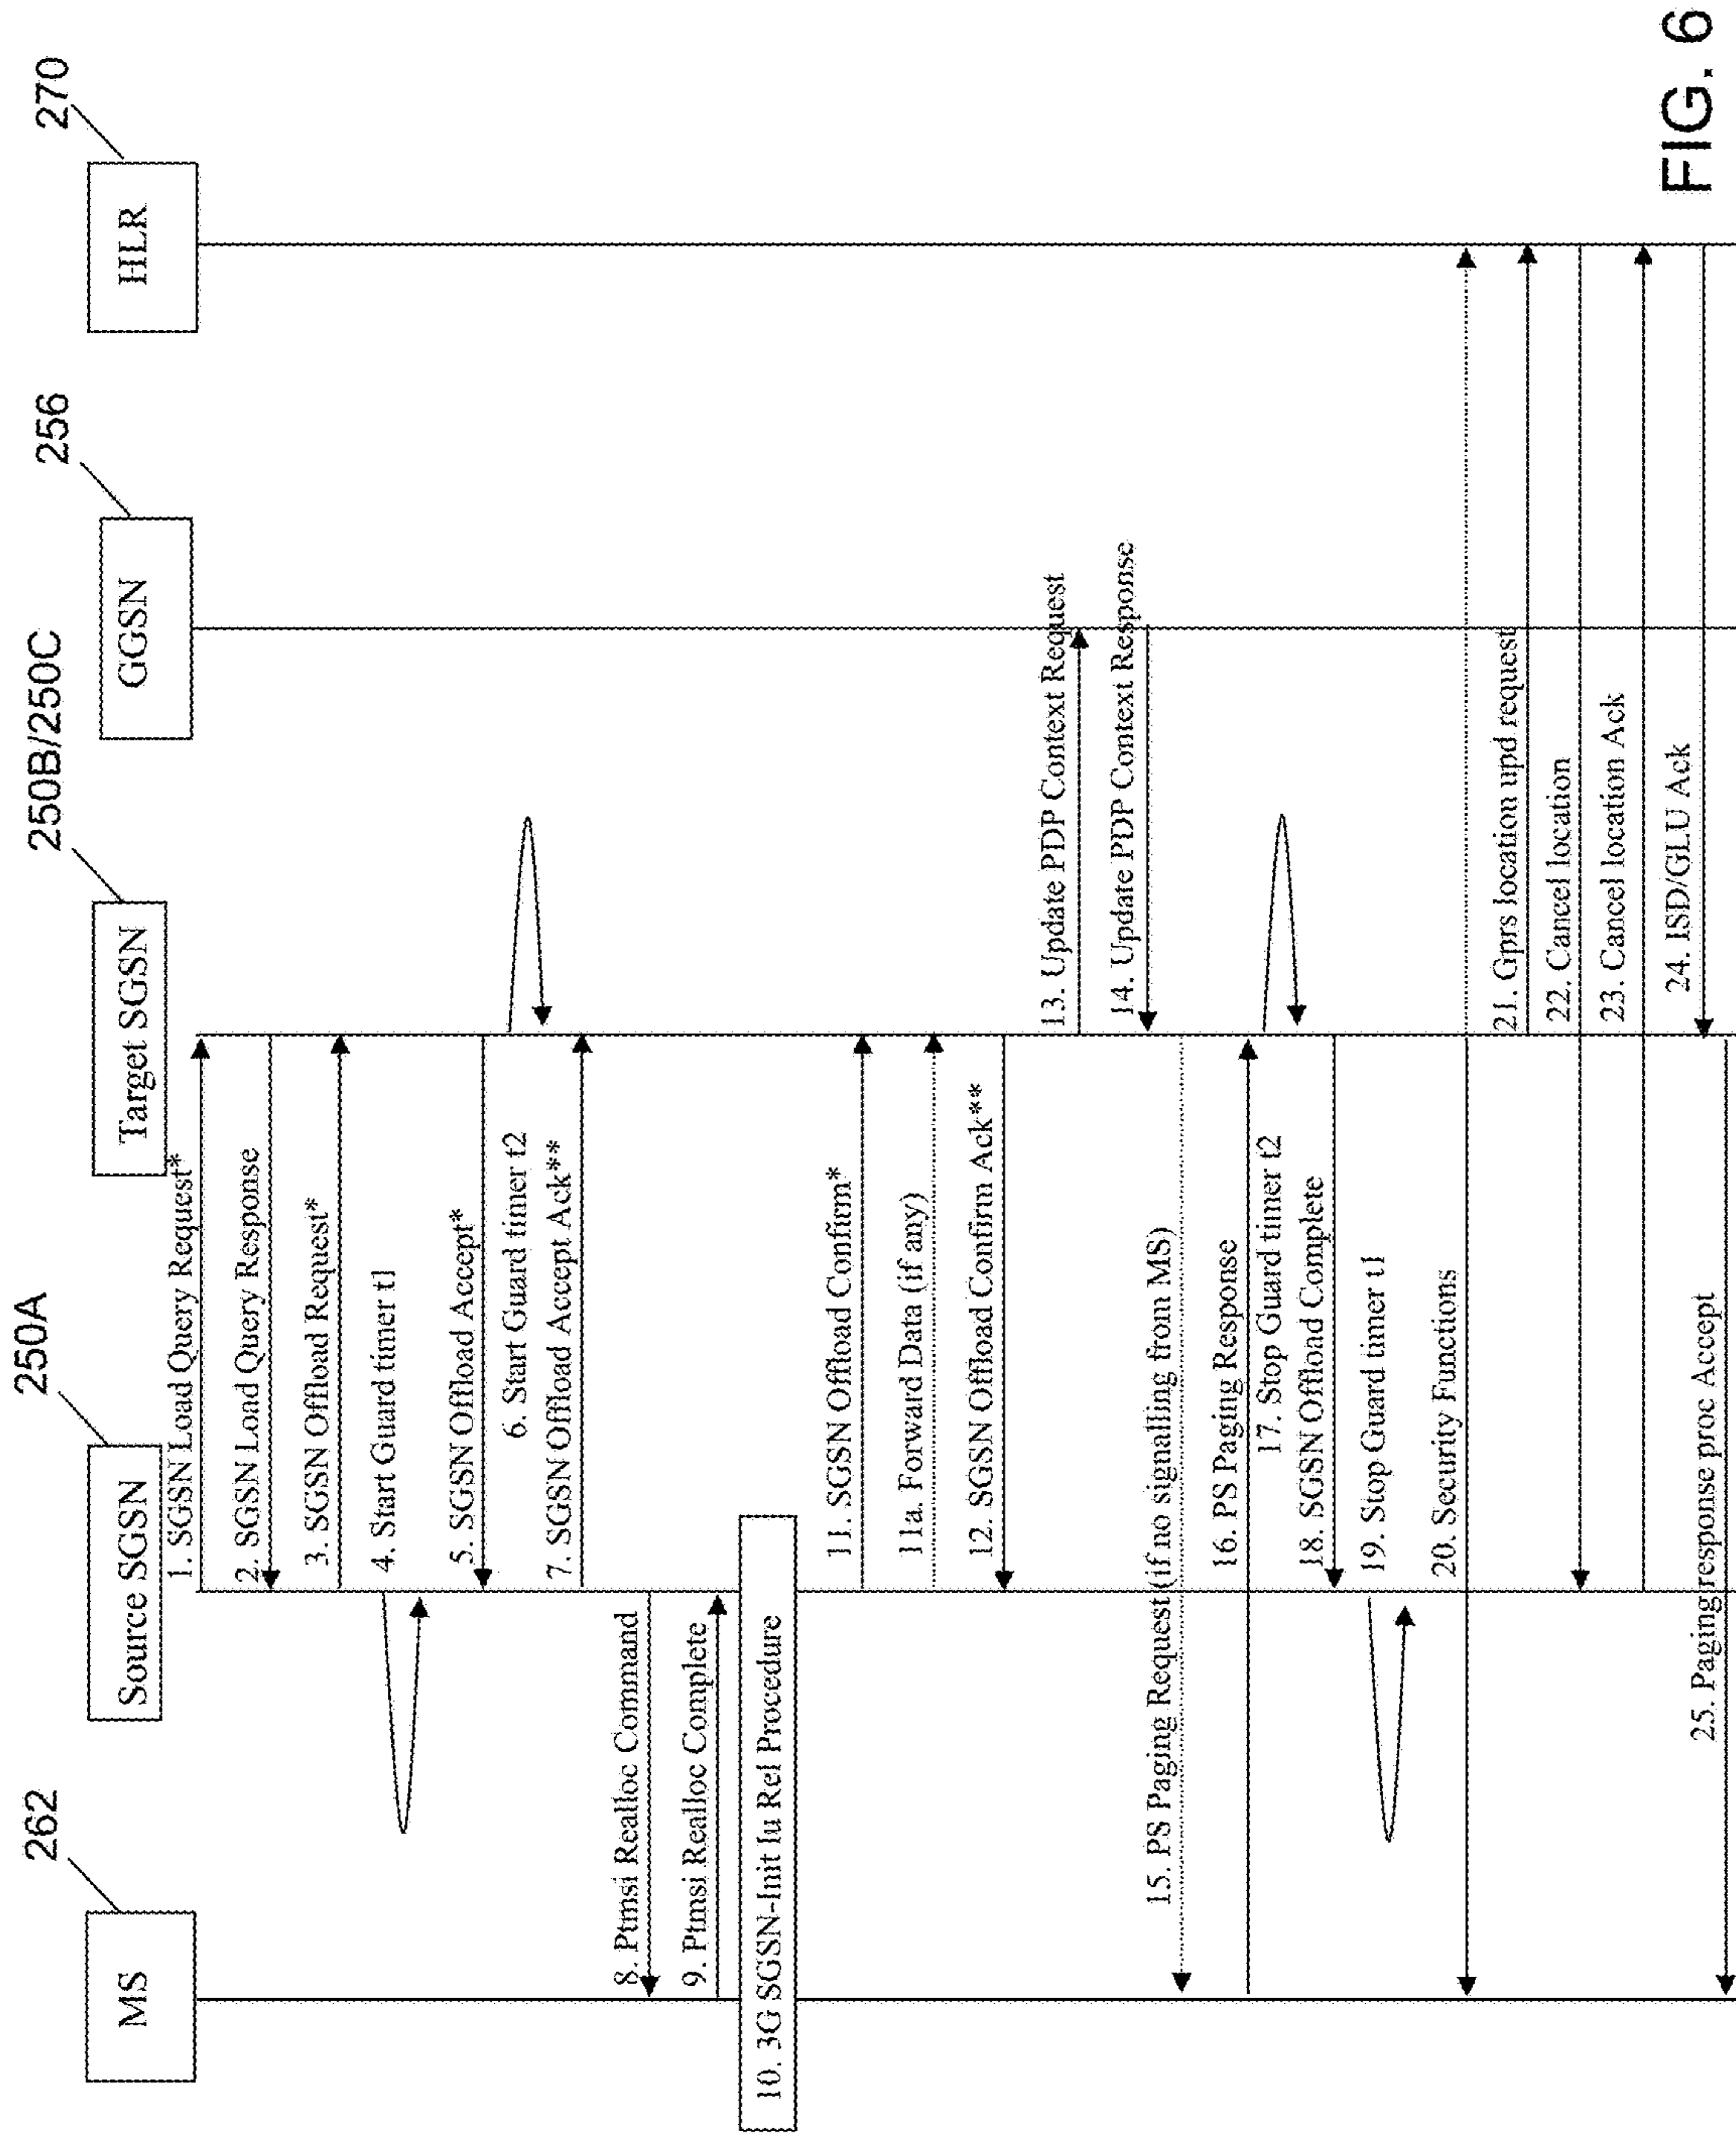 262
250A
250B/250C
256
270
MS
Source SGSN
Target SGSN
GGSN
HLR
1. SGSN Load Query Request*
2. SGSN Load Query Response
3. SGSN Offload Request*
4. Start Guard timer t1
5. SGSN Offload Accept*
6. Start Guard timer t2
7. SGSN Offload Accept Ack**
8. Ptmsi Realloc Command
9. Ptmsi Realloc Complete
10. 3G SGSN-Init Iu Rel Procedure
11. SGSN Offload Confirm*
11a. Forward Data (if any)
12. SGSN Offload Confirm Ack**
13. Update PDP Context Request
14. Update PDP Context Response
15. PS Paging Request(if no signalling from MS)
16. PS Paging Response
17. Stop Guard timer t2
18. SGSN Offload Complete
19. Stop Guard timer t1
20. Security Functions
21. Gprs location upd request
22. Cancel location
23. Cancel location Ack
24. ISD/GLU Ack
25. Pagingresponse proc Accept
FIG. 6